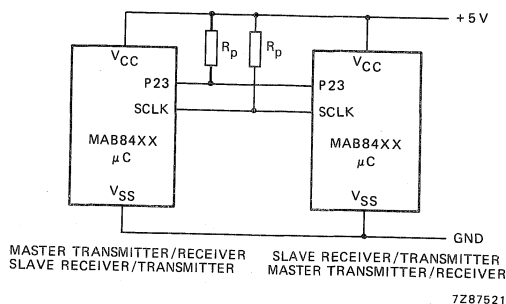 +5V
VCC
Rp
Rp
VCC
P23
P23
SCLK
SCLK
MAB84XX
μC
MAB84XX
μC
VSS
VSS
GND
MASTER TRANSMITTER/RECEIVER
SLAVE RECEIVER/TRANSMITTER
SLAVE RECEIVER/TRANSMITTER
MASTER TRANSMITTER/RECEIVER
7Z87521